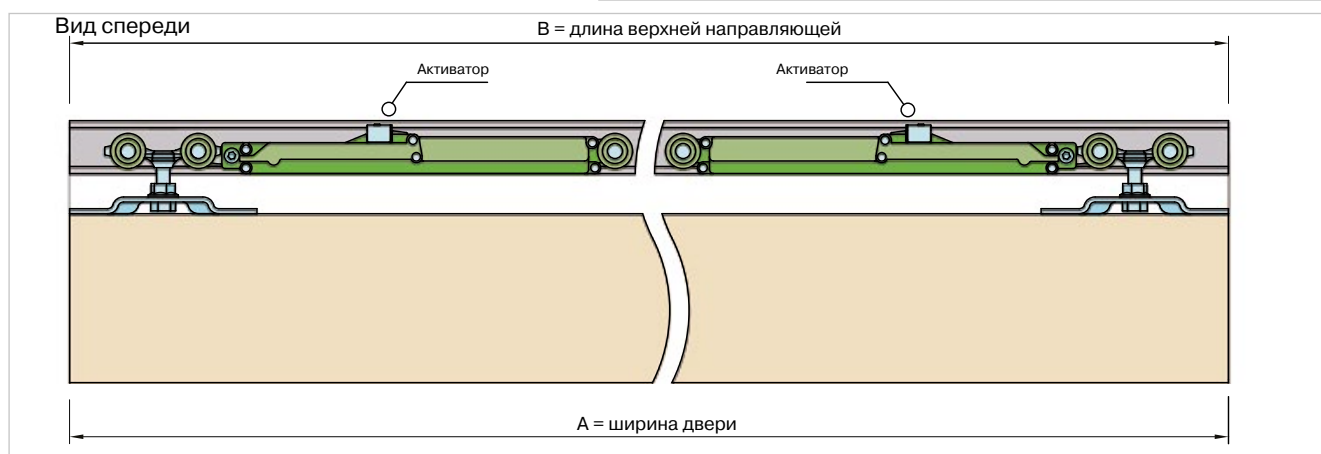 Вид спереди
B = длина верхней направляющей
Активатор
Активатор
A = ширина двери